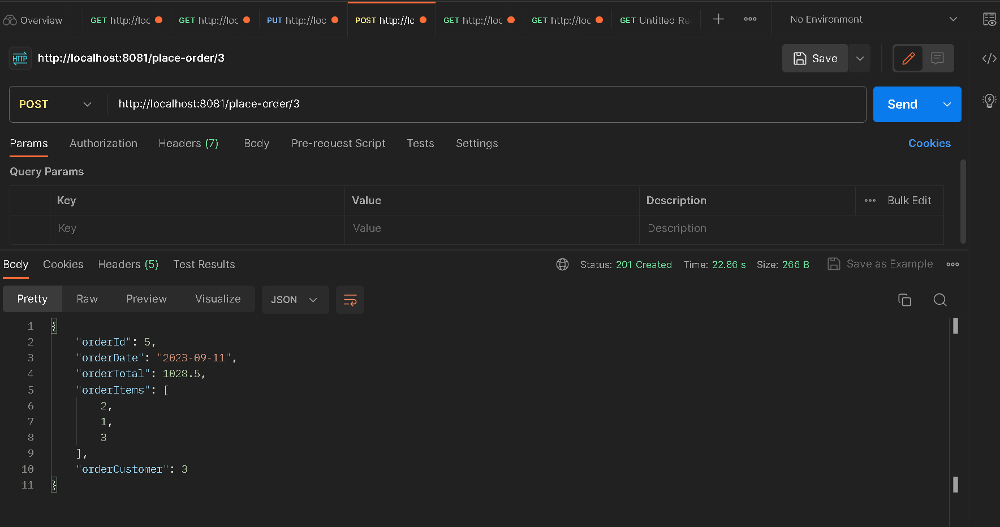 Overview
GET http://loc
GET http://loc
PUT http://loc
POST http://lc
GET http://loc
GET http://loc
GET Untitled Re
No Environment
HTTP
http://localhost:8081/place-order/3
Save
POST
http://localhost:8081/place-order/3
Send
Params
Authorization
Headers (7)
Body
Pre-request Script
Tests
Settings
Cookies
Query Params
Key
Value
Description
Bulk Edit
Key
Value
Description
Body
Cookies
Headers (5)
Test Results
Status: 201 Created
Time: 22.86 s
Size: 266 B
Save as Example
Pretty
Raw
Preview
Visualize
JSON
1 {
2 "orderId": 5,
3 "orderDate": "2023-09-11",
4 "orderTotal": 1028.5,
5 "orderItems": [
6 2,
7 1,
8 3
9 ],
10 "orderCustomer": 3
11 }